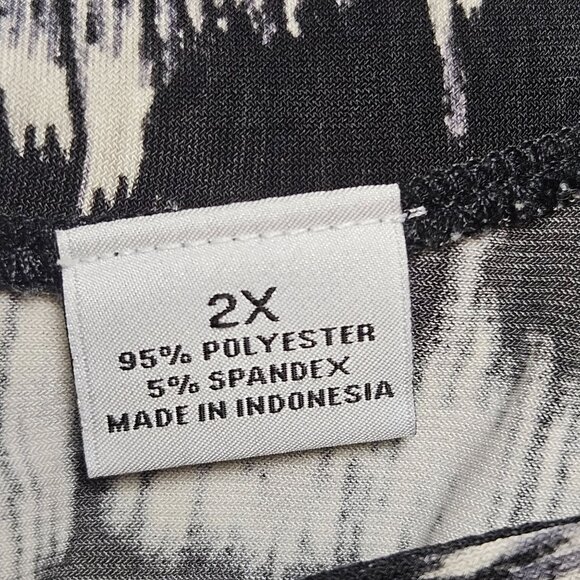 2X
95% POLYESTER
5% SPANDEX
MADE IN INDONESIA